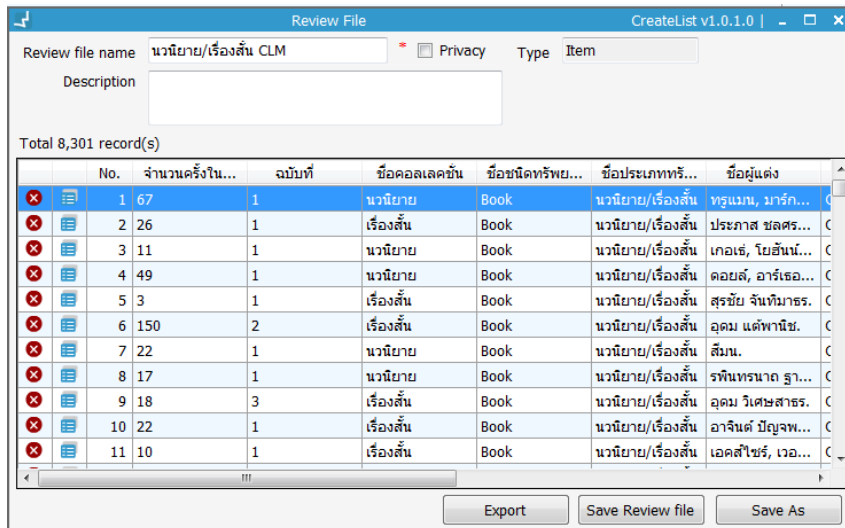 Review File CreateList v1.0.1.0 |
Review file name นวนิยาย/เรื่องสั้น CLM * Privacy Type Item
Description
Total 8,301 record(s)
No. จำนวนครั้งใน... ฉบับที่ ชื่อคอลเลคชั่น ชื่อชนิดทรัพย... ชื่อประเภททรั... ชื่อผู้แต่ง
1 67 1 นวนิยาย Book นวนิยาย/เรื่องสั้น ทรูแมน, มาร์ก...
2 26 1 เรื่องสั้น Book นวนิยาย/เรื่องสั้น ประภาส ชลศร...
3 11 1 นวนิยาย Book นวนิยาย/เรื่องสั้น เกอเธ่, โยฮันน์...
4 49 1 นวนิยาย Book นวนิยาย/เรื่องสั้น ดอยล์, อาร์เธอ...
5 3 1 เรื่องสั้น Book นวนิยาย/เรื่องสั้น สุรชัย จันทิมาธร.
6 150 2 เรื่องสั้น Book นวนิยาย/เรื่องสั้น อุดม แต้พานิช.
7 22 1 นวนิยาย Book นวนิยาย/เรื่องสั้น สีมน.
8 17 1 นวนิยาย Book นวนิยาย/เรื่องสั้น รพินทรนาถ ฐา...
9 18 3 เรื่องสั้น Book นวนิยาย/เรื่องสั้น อุดม วิเศษสาธร.
10 22 1 เรื่องสั้น Book นวนิยาย/เรื่องสั้น อาจินต์ ปัญจพ...
11 10 1 เรื่องสั้น Book นวนิยาย/เรื่องสั้น เอคส์ไซร์, เวอ...
Export Save Review file Save As